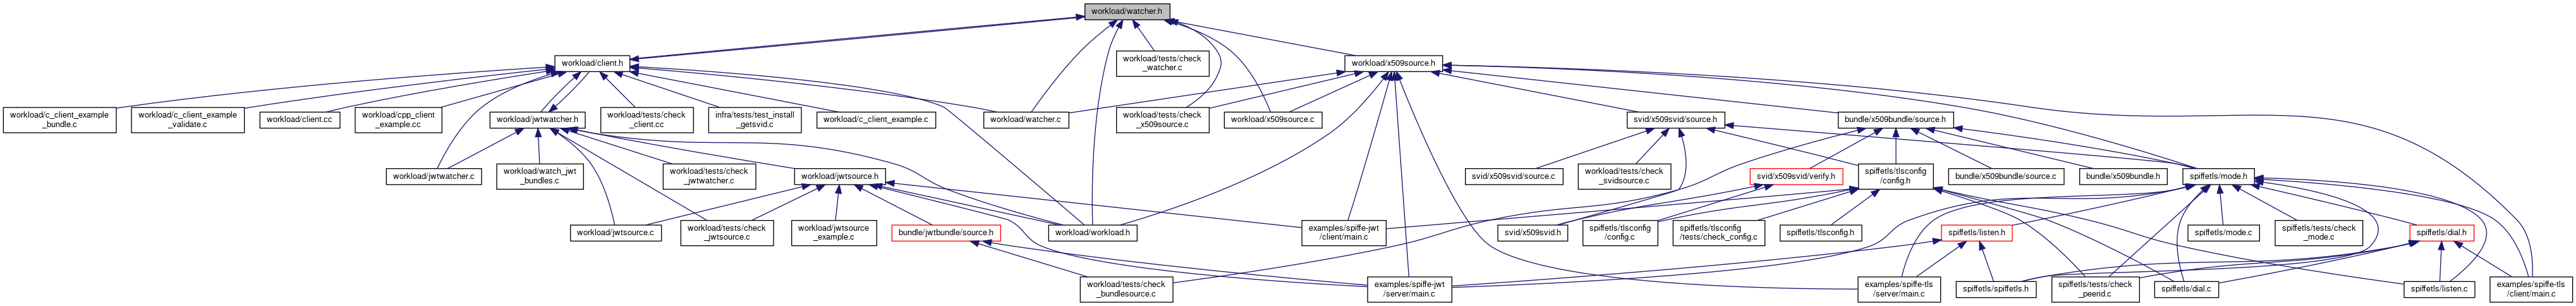 workload/watcher.h
workload/client.h
workload/tests/check
_watcher.c
workload/x509source.h
workload/c_client_example
_bundle.c
workload/c_client_example
_validate.c
workload/client.cc
workload/cpp_client
_example.cc
workload/jwtwatcher.h
workload/tests/check
_client.cc
infra/tests/test_install
_getsvid.c
workload/c_client_example.c
workload/watcher.c
workload/tests/check
_x509source.c
workload/x509source.c
svid/x509svid/source.h
bundle/x509bundle/source.h
workload/jwtwatcher.c
workload/watch_jwt
_bundles.c
workload/tests/check
_jwtwatcher.c
workload/jwtsource.h
svid/x509svid/source.c
workload/tests/check
_svidsource.c
svid/x509svid/verify.h
spiffetls/tlsconfig
/config.h
bundle/x509bundle/source.c
bundle/x509bundle.h
spiffetls/mode.h
workload/jwtsource.c
workload/tests/check
_jwtsource.c
workload/jwtsource
_example.c
bundle/jwtbundle/source.h
workload/workload.h
examples/spiffe-jwt
/client/main.c
svid/x509svid.h
spiffetls/tlsconfig
/config.c
spiffetls/tlsconfig
/tests/check_config.c
spiffetls/tlsconfig.h
spiffetls/listen.h
spiffetls/mode.c
spiffetls/tests/check
_mode.c
spiffetls/dial.h
workload/tests/check
_bundlesource.c
examples/spiffe-jwt
/server/main.c
examples/spiffe-tls
/server/main.c
spiffetls/spiffetls.h
spiffetls/tests/check
_peerid.c
spiffetls/dial.c
spiffetls/listen.c
examples/spiffe-tls
/client/main.c